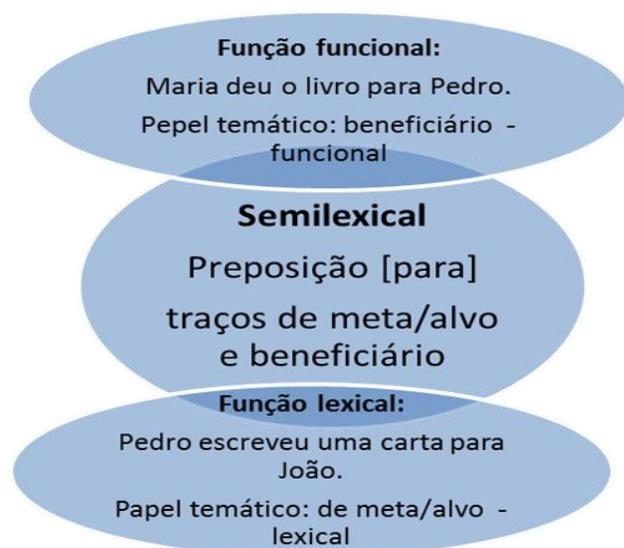 Função funcional:
Maria deu o livro para Pedro.
Pepel temático: beneficiário -
funcional
Semilexical
Preposição [para]
traços de meta/alvo
e beneficiário
Função lexical:
Pedro escreveu uma carta para
João.
Papel temático: de meta/alvo -
lexical